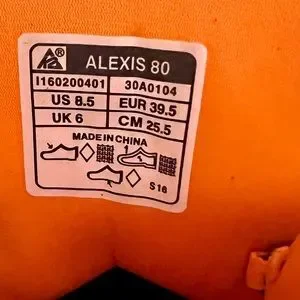 ALEXIS 80
I160200401 30A0104
US 8.5 EUR 39.5
UK 6 CM 25.5
MADE IN CHINA
S16